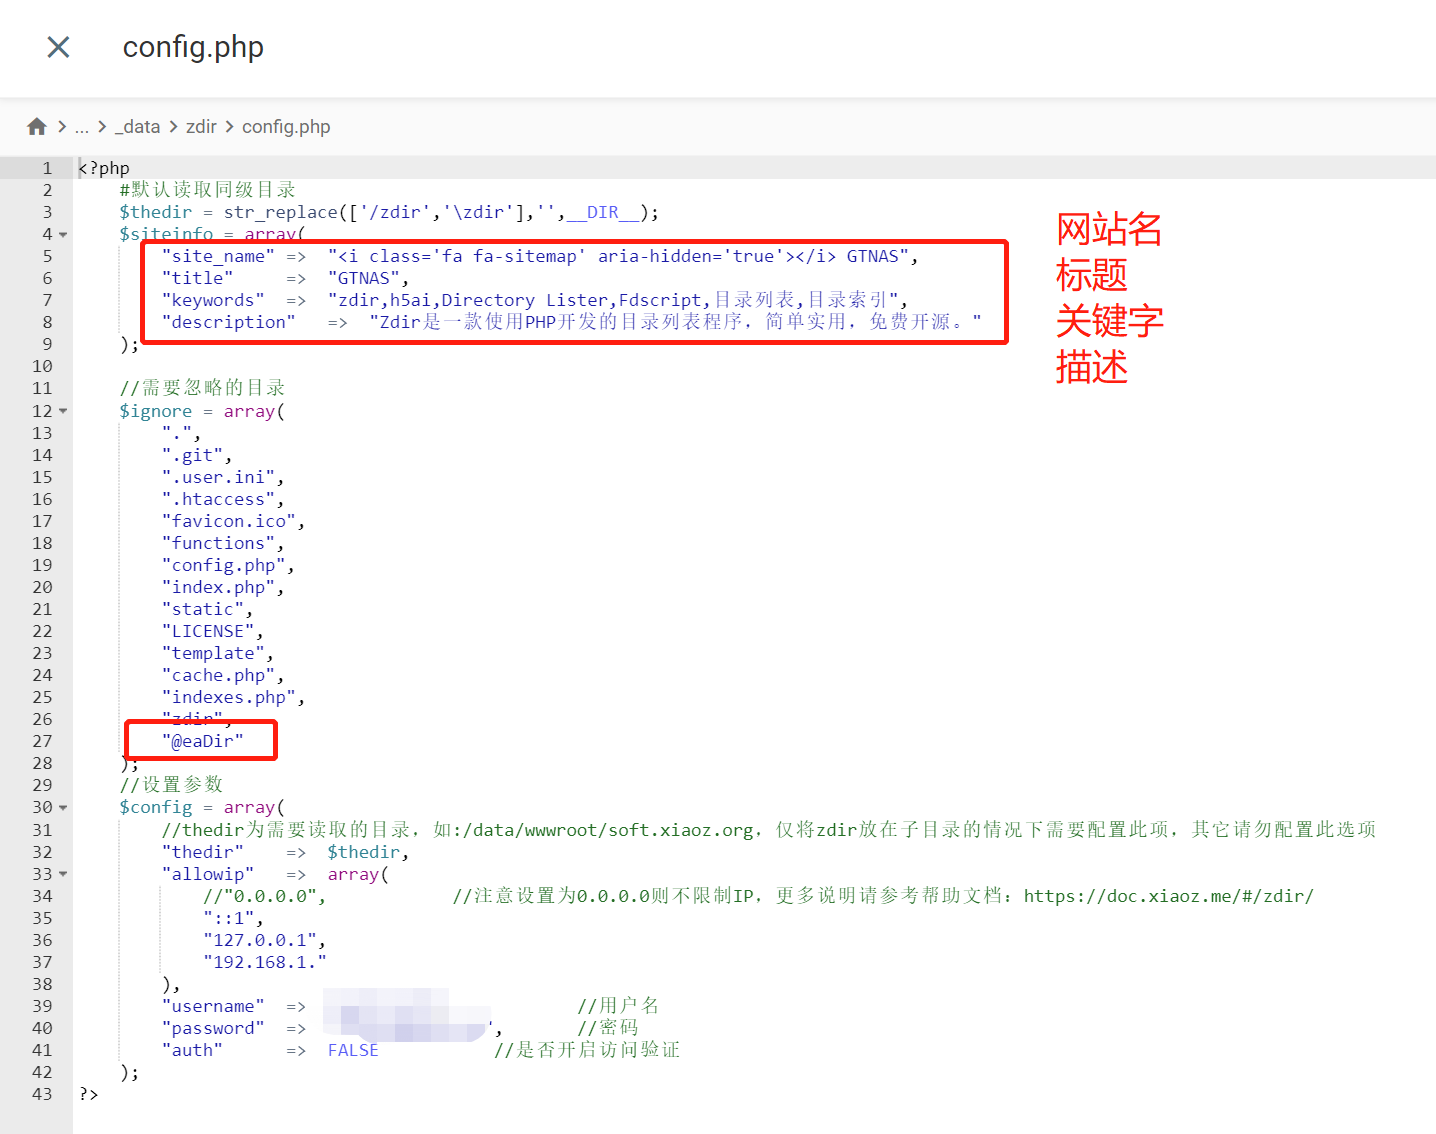 config.php
... _data zdir config.php
1 <?php
2 #默认读取同级目录
3 $thedir = str_replace(['/zdir','\zdir'],'',__DIR__);
4 $siteinfo = array(
5 "site_name" => "<i class='fa fa-sitemap' aria-hidden='true'></i> GTNAS",
6 "title" => "GTNAS",
7 "keywords" => "zdir,h5ai,Directory Lister,Fdscript,目录列表,目录索引",
8 "description" => "Zdir是一款使用PHP开发的目录列表程序，简单实用，免费开源。"
9 );
网站名
标题
关键字
描述
10
11 //需要忽略的目录
12 $ignore = array(
13 ".",
14 ".git",
15 ".user.ini",
16 ".htaccess",
17 "favicon.ico",
18 "functions",
19 "config.php",
20 "index.php",
21 "static",
22 "LICENSE",
23 "template",
24 "cache.php",
25 "indexes.php",
26 "zdir",
27 "@eaDir"
28 );
29 //设置参数
30 $config = array(
31 //thedir为需要读取的目录，如:/data/wwwroot/soft.xiaoz.org，仅将zdir放在子目录的情况下需要配置此项，其它请勿配置此选项
32 "thedir" => $thedir,
33 "allowip" => array(
34 //"0.0.0.0", //注意设置为0.0.0.0则不限制IP，更多说明请参考帮助文档：https://doc.xiaoz.me/#/zdir/
35 "::1",
36 "127.0.0.1",
37 "192.168.1."
38 ),
39 "username" => //用户名
40 "password" => ', //密码
41 "auth" => FALSE //是否开启访问验证
42 );
43 ?>